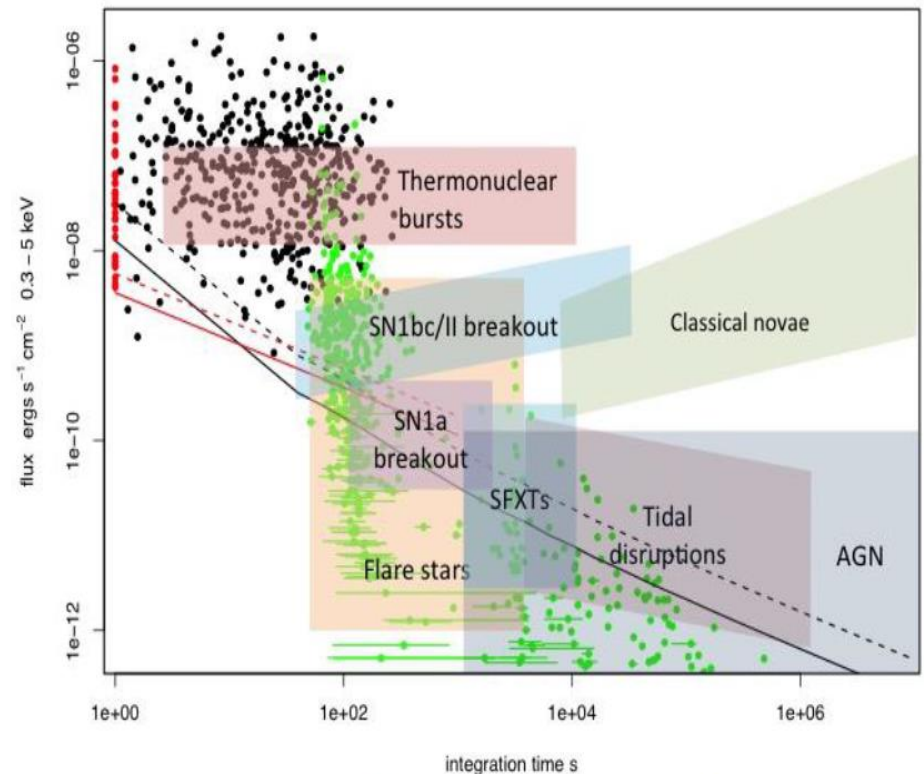 1e-06
1e-08
1e-10
1e-12
flux ergs s⁻¹ cm⁻² 0.3 – 5 keV
Thermonuclear
bursts
SN1bc/II breakout
Classical novae
SN1a
breakout
SFXTs
Tidal
disruptions
AGN
Flare stars
1e+00 1e+02 1e+04 1e+06
integration time s